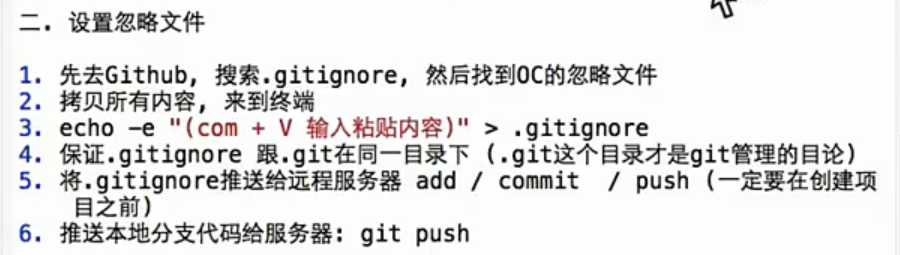 二. 设置忽略文件
1. 先去Github, 搜索.gitignore, 然后找到OC的忽略文件
2. 拷贝所有内容, 来到终端
3. echo -e "(com + V 输入粘贴内容)" > .gitignore
4. 保证.gitignore 跟.git在同一目录下 (.git这个目录才是git管理的目论)
5. 将.gitignore推送给远程服务器 add / commit  / push (一定要在创建项
目之前)
6. 推送本地分支代码给服务器: git push